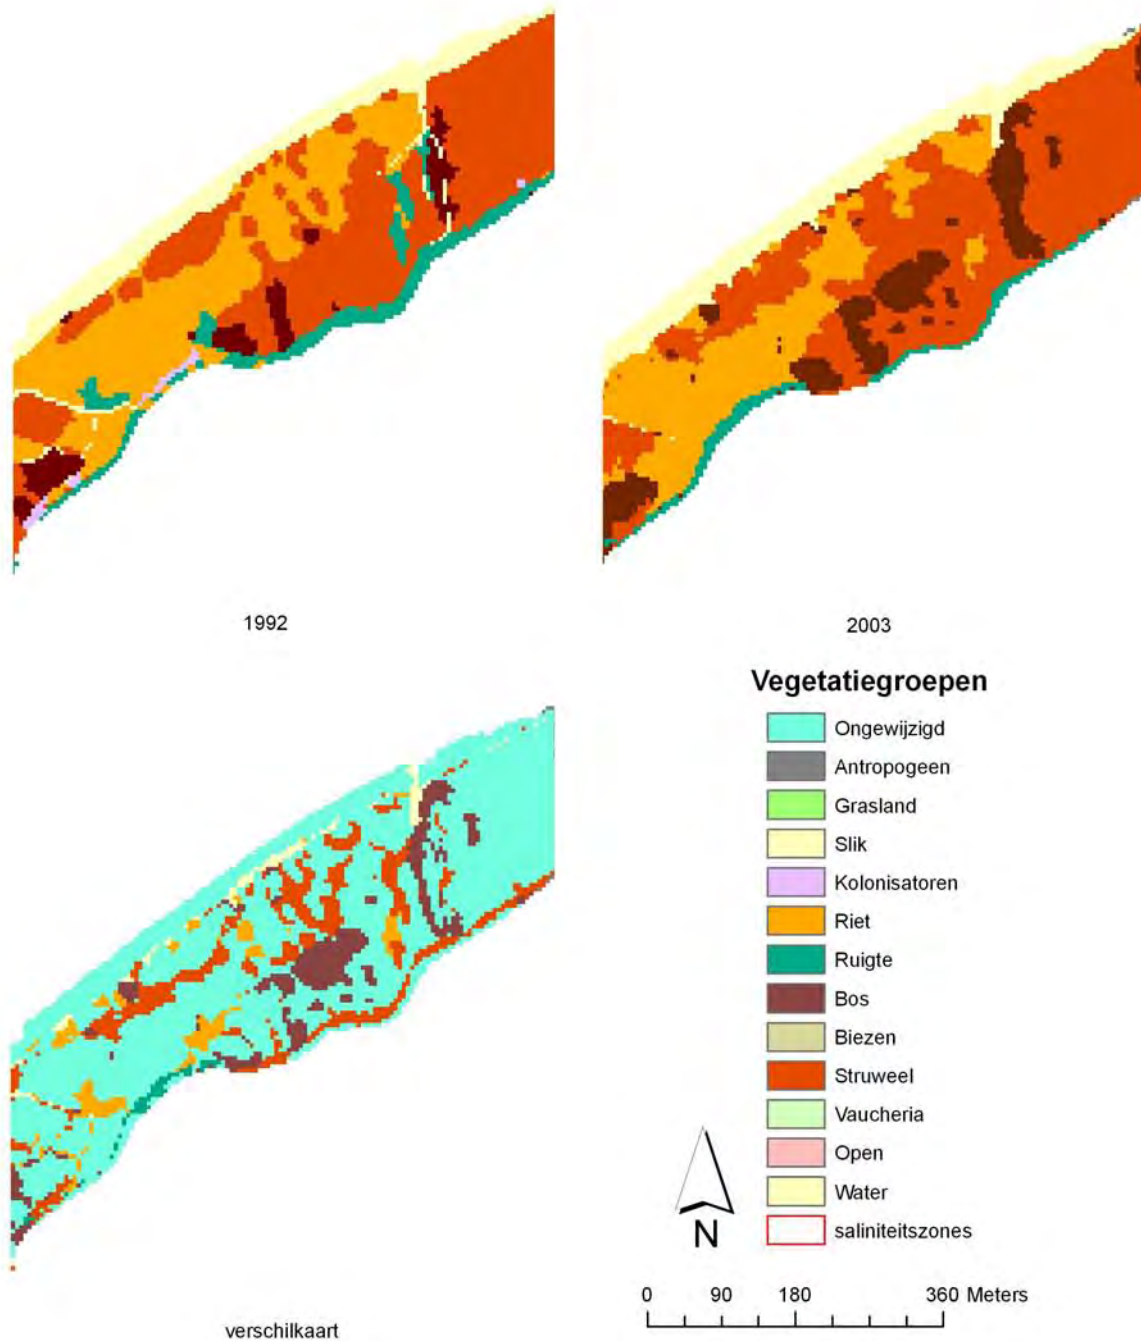 1992
2003
Vegetatiegroepen
Ongewijzigd
Antropogeen
Grasland
Slik
Kolonisatoren
Riet
Ruigte
Bos
Biezen
Struweel
Vaucheria
Open
Water
saliniteitszones
N
0 90 180 360 Meters
verschilkaart